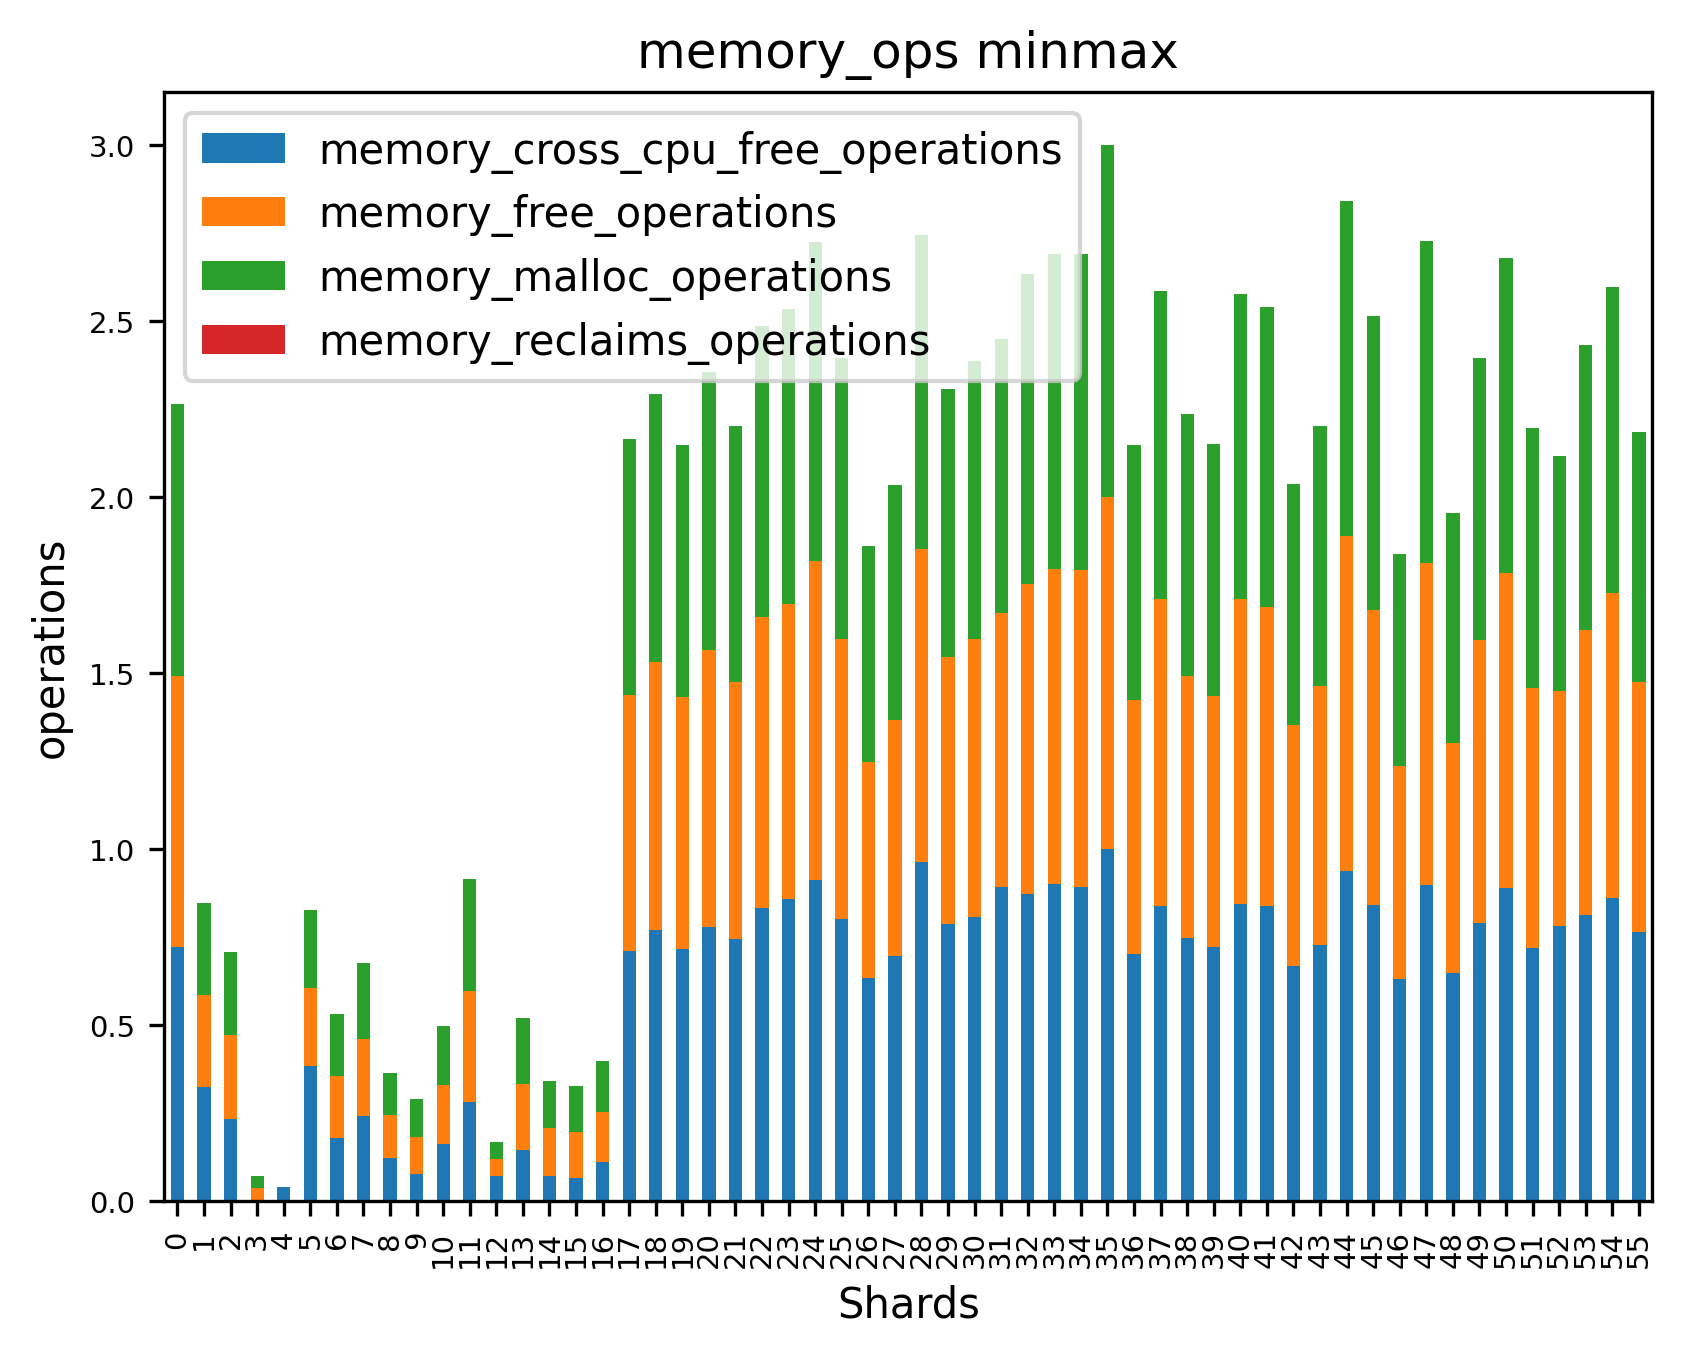 memory_ops minmax
memory_cross_cpu_free_operations
memory_free_operations
memory_malloc_operations
memory_reclaims_operations
3.0
2.5
2.0
1.5
1.0
0.5
0.0
operations
0 1 2 3 4 5 6 7 8 9 10 11 12 13 14 15 16 17 18 19 20 21 22 23 24 25 26 27 28 29 30 31 32 33 34 35 36 37 38 39 40 41 42 43 44 45 46 47 48 49 50 51 52 53 54 55
Shards